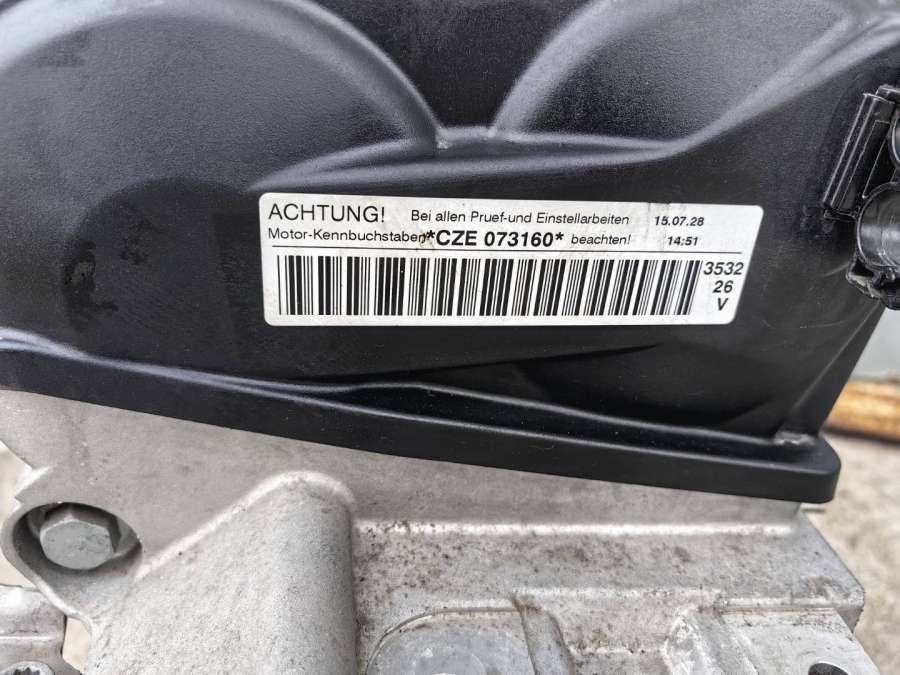 ACHTUNG! Bei allen Pruef-und Einstellarbeiten 15.07.28
Motor-Kennbuchstaben *CZE 073160* beachten! 14:51
3532
26
V